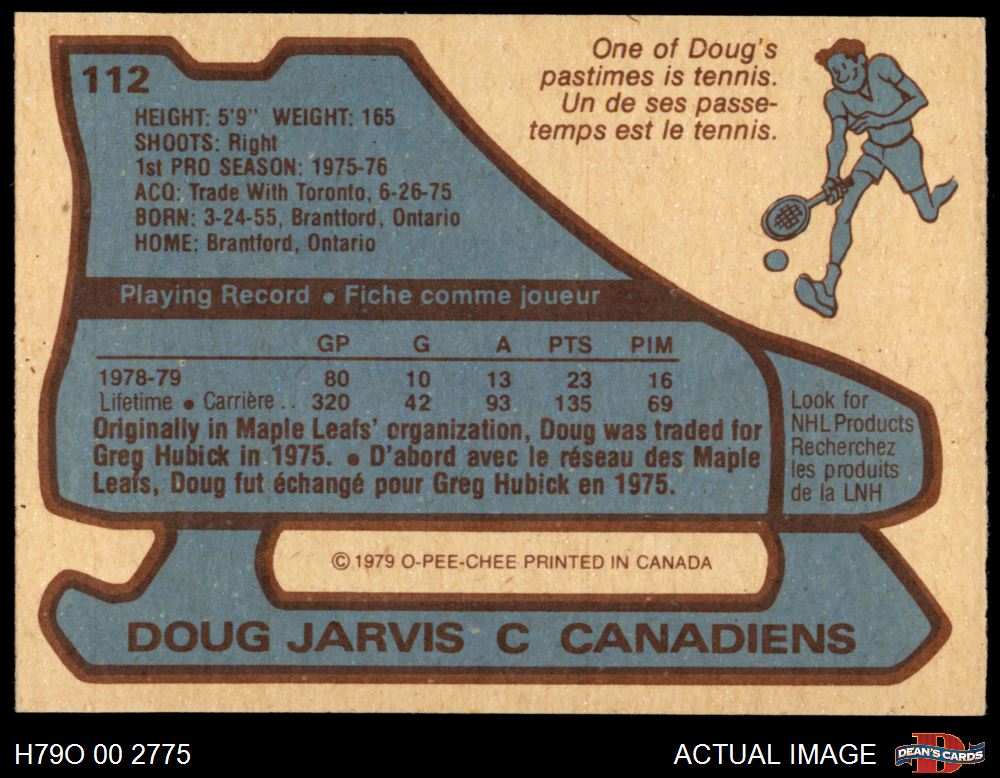 112
HEIGHT: 5'9" WEIGHT: 165
SHOOTS: Right
1st PRO SEASON: 1975-76
ACQ: Trade With Toronto, 6-26-75
BORN: 3-24-55, Brantford, Ontario
HOME: Brantford, Ontario
One of Doug's
pastimes is tennis.
Un de ses passe-
temps est le tennis.
Playing Record • Fiche comme joueur
GP G A PTS PIM
1978-79 80 10 13 23 16
Lifetime • Carrière .. 320 42 93 135 69
Originally in Maple Leafs' organization, Doug was traded for
Greg Hubick in 1975. • D'abord avec le réseau des Maple
Leafs, Doug fut échangé pour Greg Hubick en 1975.
Look for
NHL Products
Recherchez
les produits
de la LNH
© 1979 O-PEE-CHEE PRINTED IN CANADA
DOUG JARVIS C CANADIENS
H79O 00 2775
ACTUAL IMAGE
D
DEAN'S CARDS